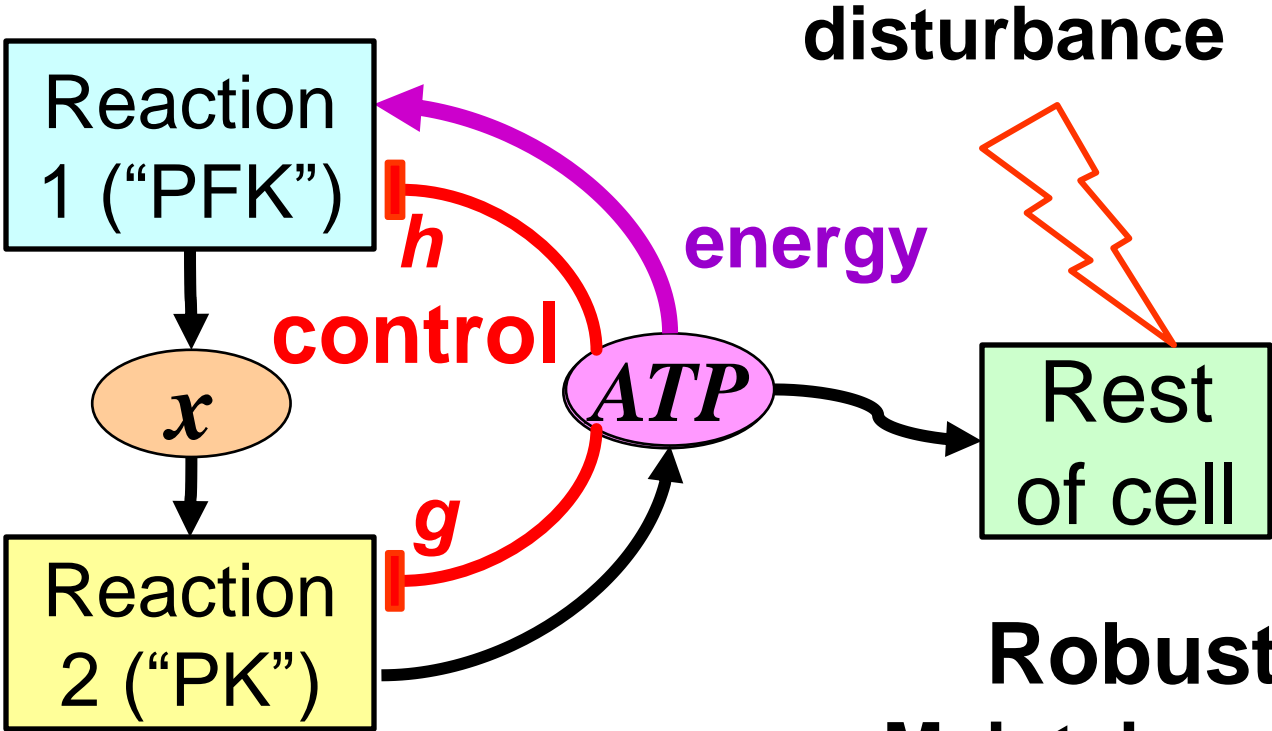 disturbance
Reaction
1 (“PFK”)
h
energy
control
ATP
x
Rest
of cell
g
Reaction
2 (“PK”)
Robust